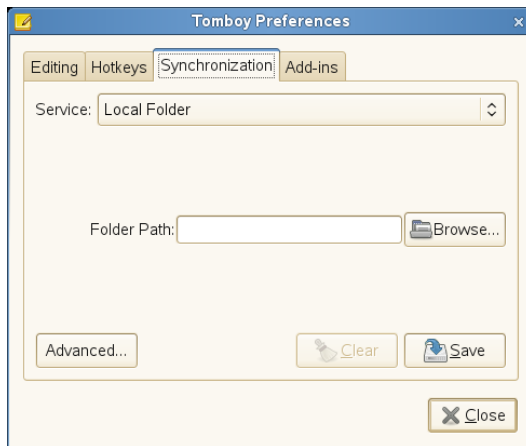 Tomboy Preferences
Editing Hotkeys Synchronization Add-ins
Service: Local Folder
Folder Path: Browse...
Advanced... Clear Save
Close